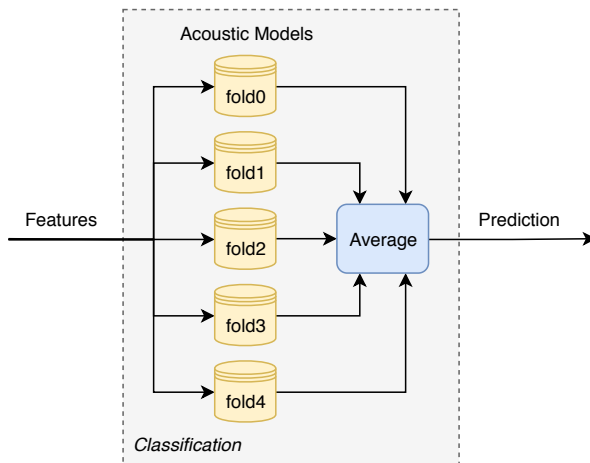 Acoustic Models
fold0
fold1
Features
fold2
Average
Prediction
fold3
fold4
Classification